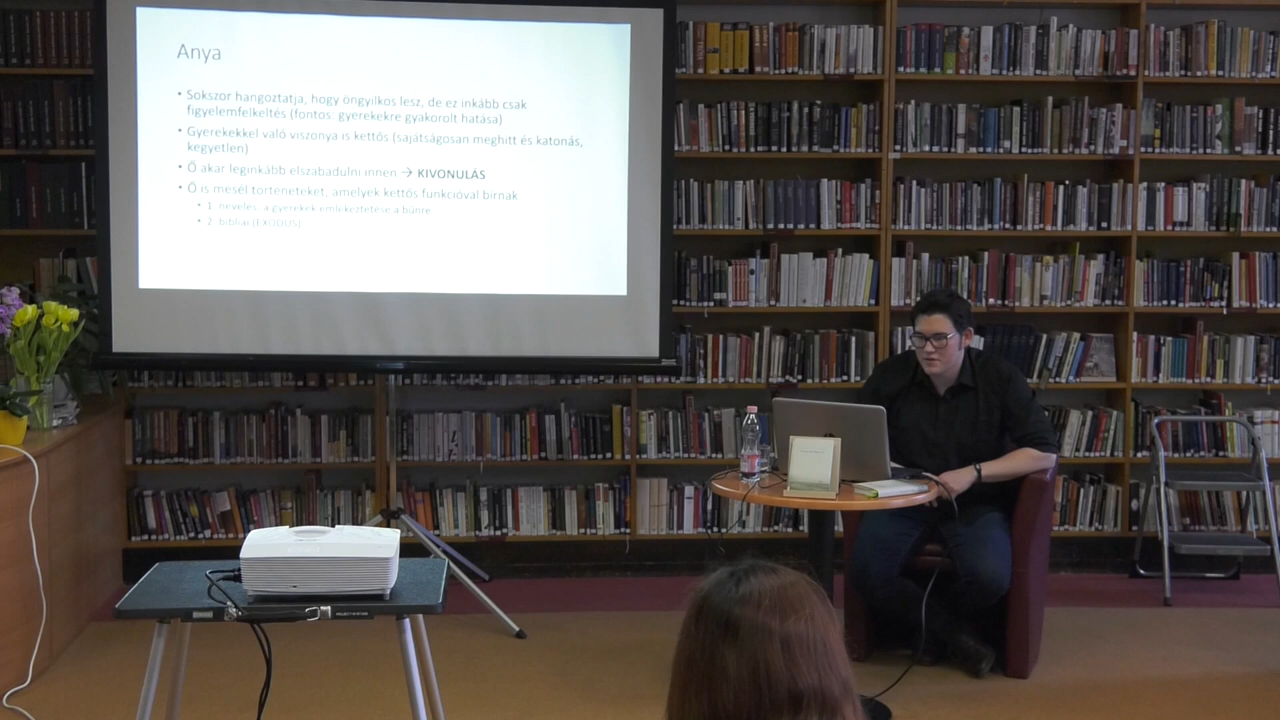 Anya
• Sokszor hangoztatja, hogy öngyilkos lesz, de ez inkább csak
figyelemfelkeltés (fontos: gyerekekre gyakorolt hatása)
• Gyerekekkel való viszonya is kettős (sajátságosan meghitt és katonás,
kegyetlen)
• Ő akar leginkább elszabadulni innen → KIVONULÁS
• Ő is mesél történeteket, amelyek kettős funkcióval bírnak
• 1. nevelés: a gyerekek emlékeztetése a bűnre
• 2. bibliai (EXODUS)